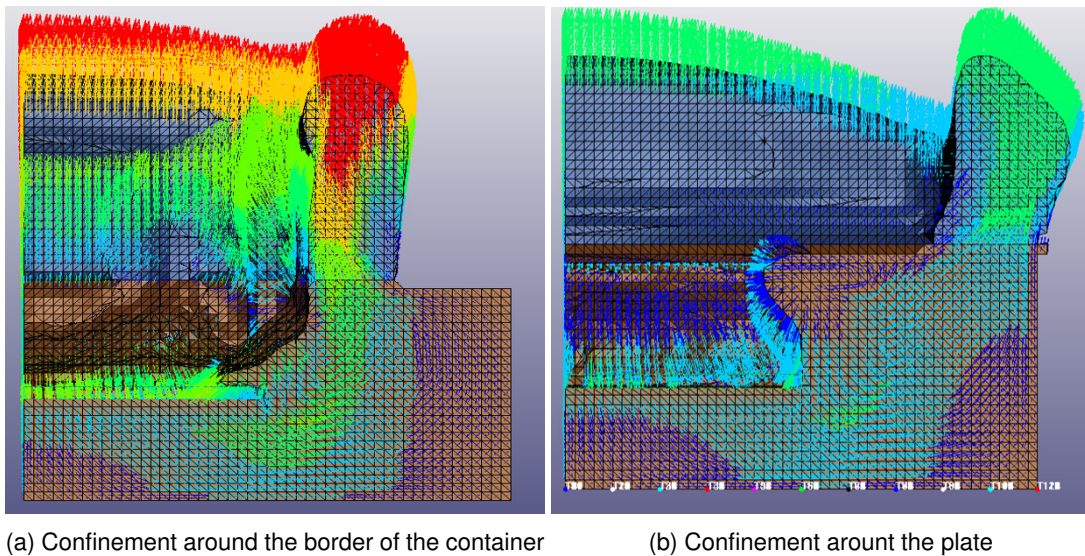 (a) Confinement around the border of the container
(b) Confinement arount the plate